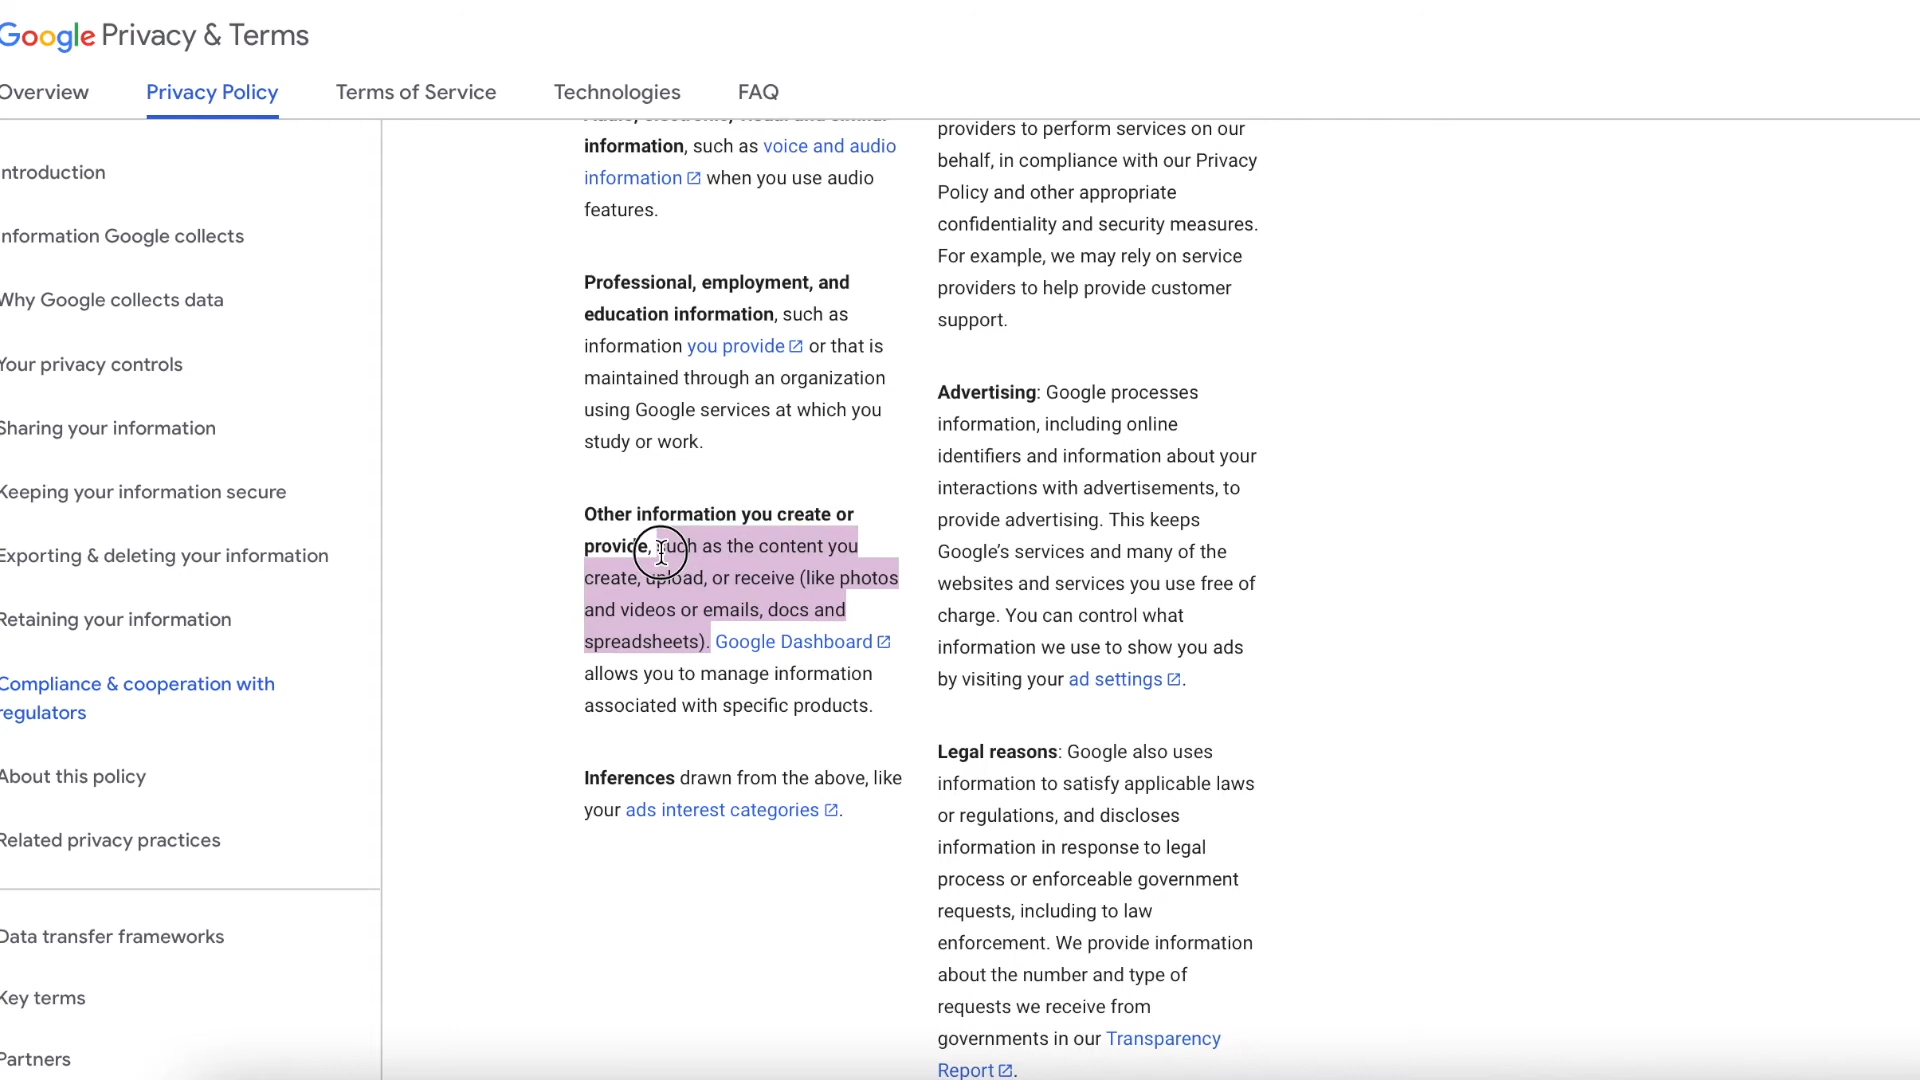 Google Privacy & Terms
Overview
Privacy Policy
Terms of Service
Technologies
FAQ
ntroduction
nformation Google collects
Why Google collects data
Your privacy controls
Sharing your information
Keeping your information secure
Exporting & deleting your information
Retaining your information
Compliance & cooperation with
regulators
About this policy
Related privacy practices
Data transfer frameworks
Key terms
Partners
Audio, electronic, visual and similar
information, such as voice and audio
information when you use audio
features.
Professional, employment, and
education information, such as
information you provide or that is
maintained through an organization
using Google services at which you
study or work.
Other information you create or
provide, such as the content you
create, upload, or receive (like photos
and videos or emails, docs and
spreadsheets). Google Dashboard
allows you to manage information
associated with specific products.
Inferences drawn from the above, like
your ads interest categories.
providers to perform services on our
behalf, in compliance with our Privacy
Policy and other appropriate
confidentiality and security measures.
For example, we may rely on service
providers to help provide customer
support.
Advertising: Google processes
information, including online
identifiers and information about your
interactions with advertisements, to
provide advertising. This keeps
Google’s services and many of the
websites and services you use free of
charge. You can control what
information we use to show you ads
by visiting your ad settings.
Legal reasons: Google also uses
information to satisfy applicable laws
or regulations, and discloses
information in response to legal
process or enforceable government
requests, including to law
enforcement. We provide information
about the number and type of
requests we receive from
governments in our Transparency
Report.